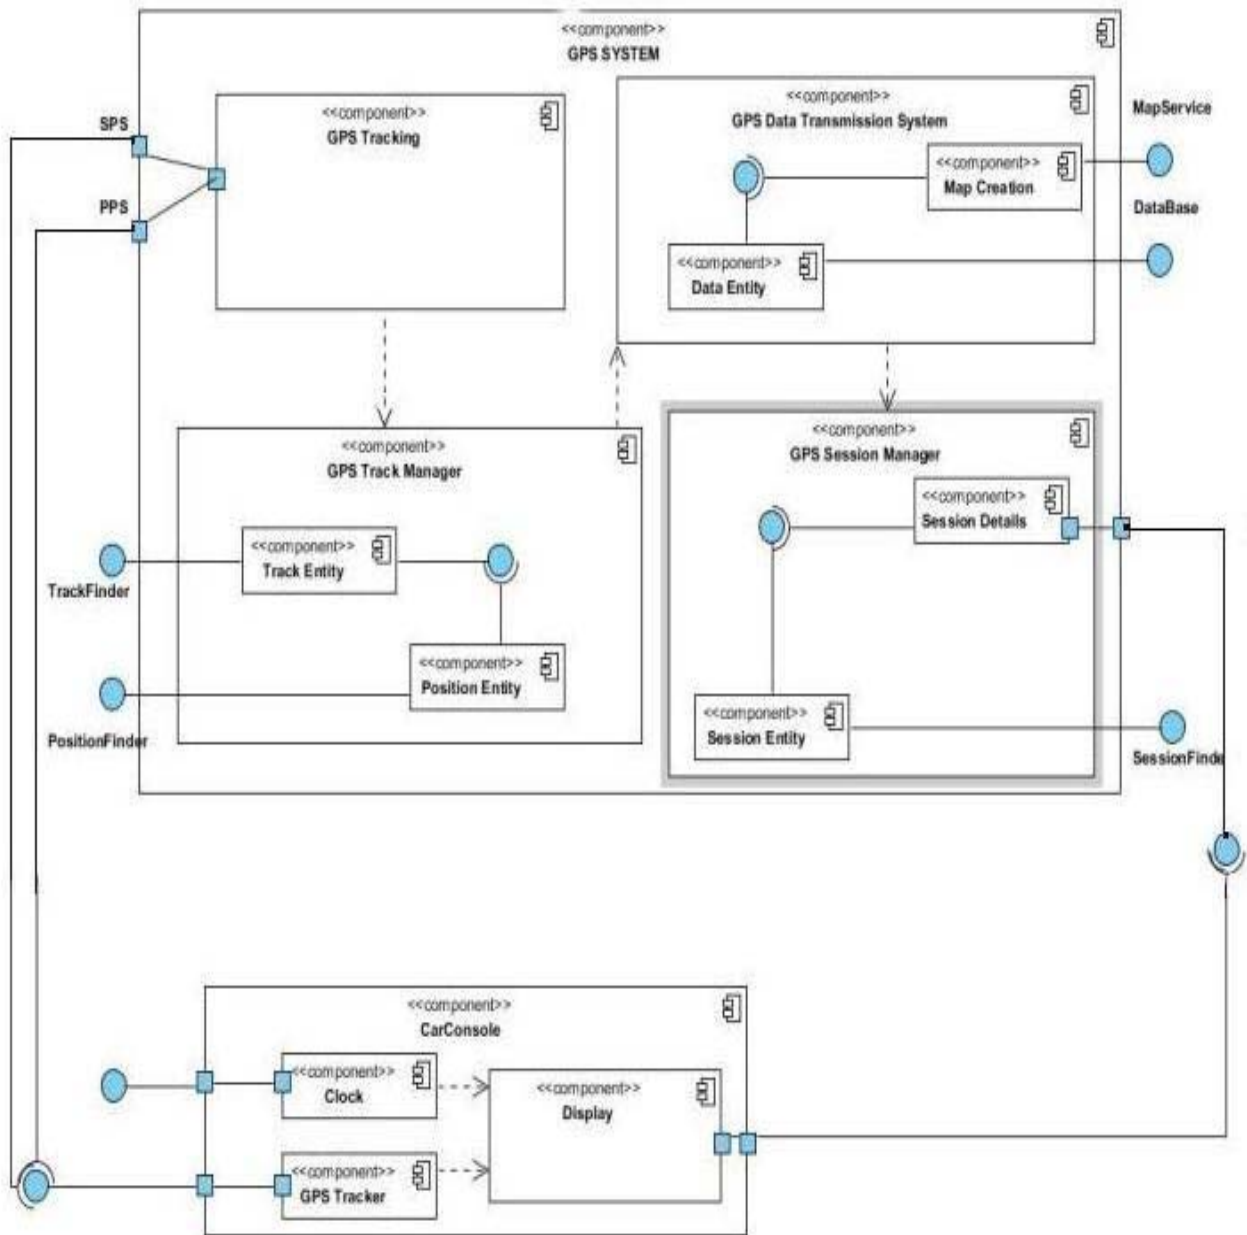 <<component>>
GPS SYSTEM
<<component>>
GPS Tracking
<<component>>
GPS Data Transmission System
MapService
SPS
<<component>>
Map Creation
PPS
DataBase
<<component>>
Data Entity
<<component>>
GPS Track Manager
<<component>>
GPS Session Manager
<<component>>
Session Details
<<component>>
Track Entity
TrackFinder
<<component>>
Position Entity
PositionFinder
<<component>>
Session Entity
SessionFinde
<<component>>
CarConsole
<<component>>
Clock
<<component>>
Display
<<component>>
GPS Tracker